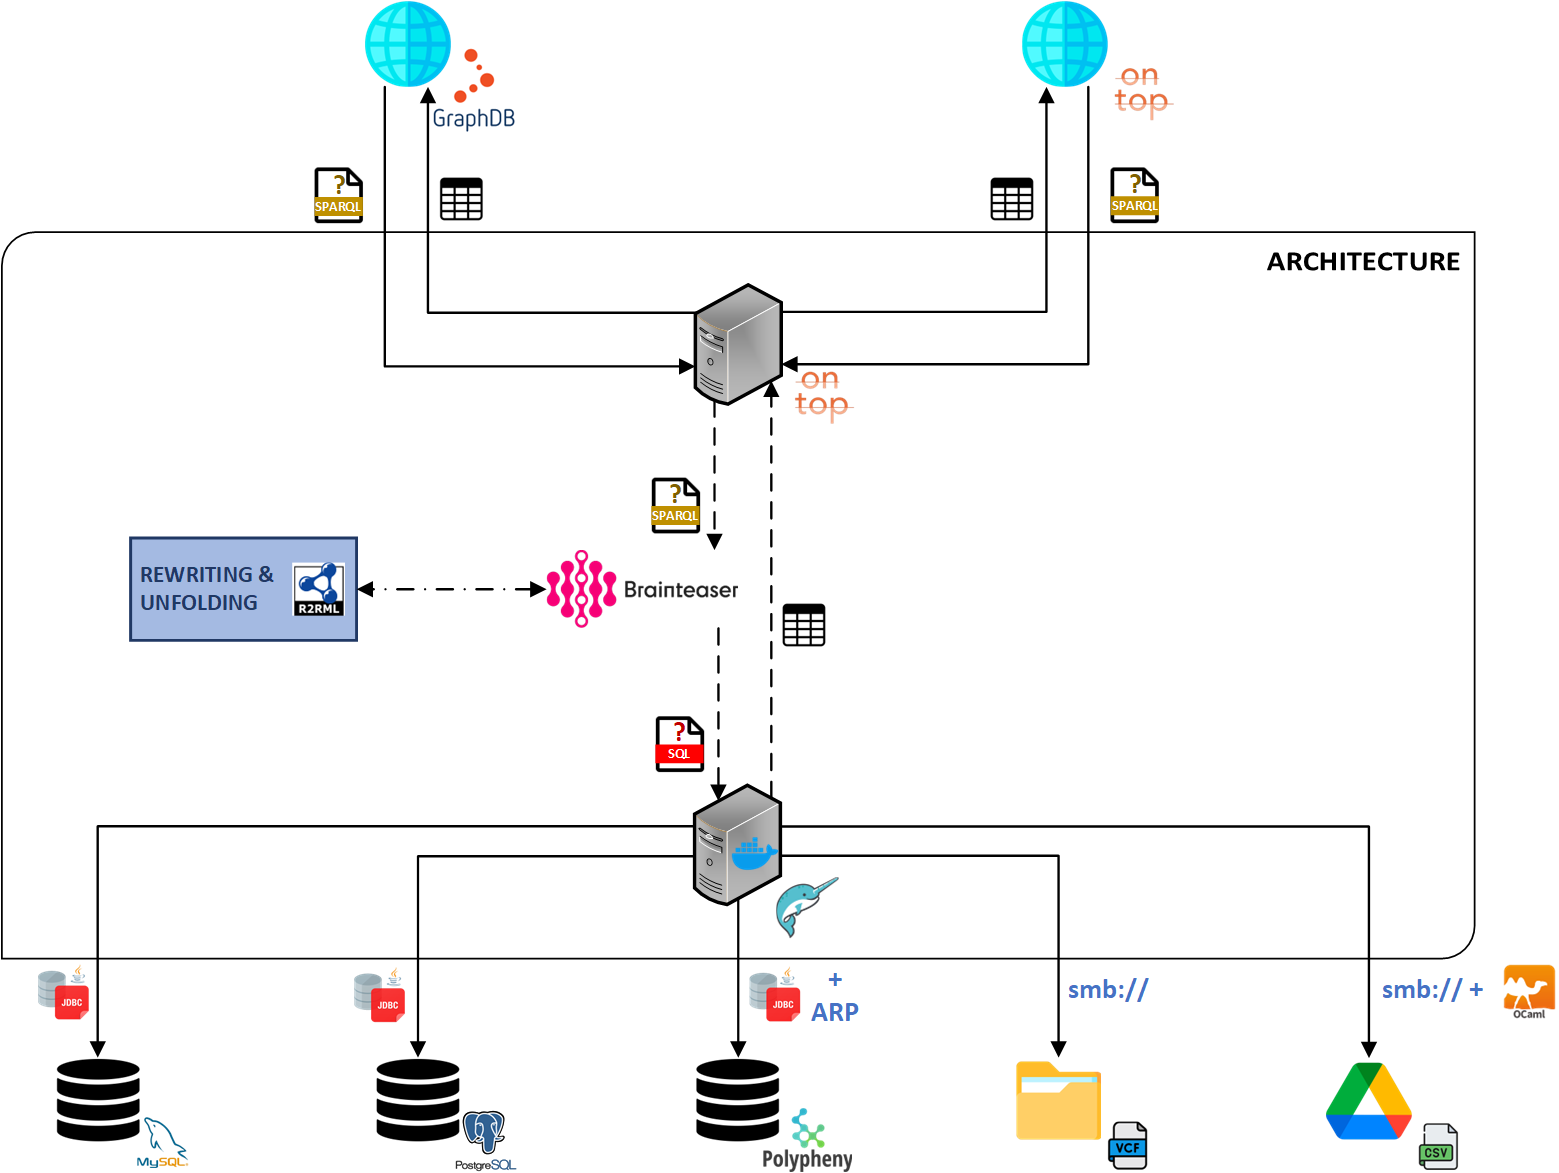 GraphDB
on
top
?
SPARQL
?
SPARQL
ARCHITECTURE
on
top
?
SPARQL
REWRITING &
UNFOLDING
R2RML
Brainteaser
?
SQL
JDBC
JDBC
JDBC
+
ARP
smb://
smb:// +
OCaml
MySQL
PostgreSQL
Polypheny
VCF
CSV